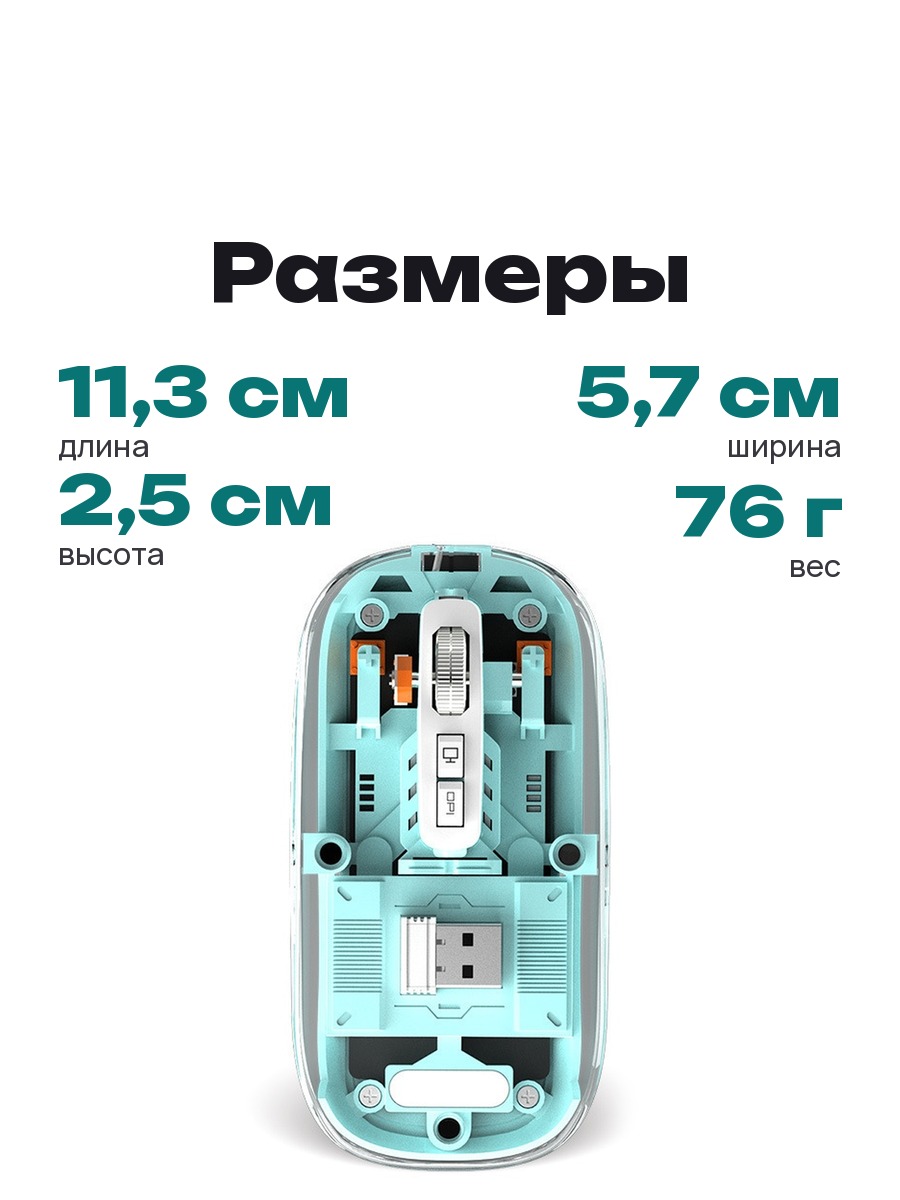 Размеры
11,3 см
длина
5,7 см
ширина
2,5 см
высота
76 г
вес
DPI